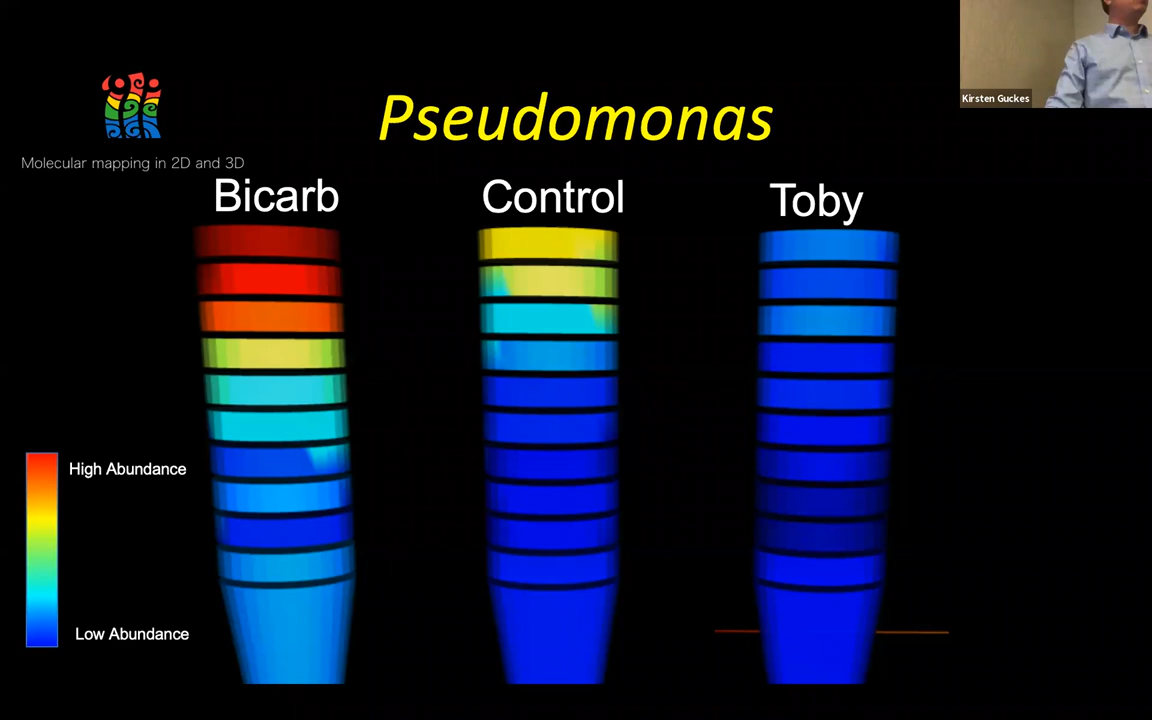 Kirsten Guckes
Pseudomonas
Molecular mapping in 2D and 3D
Bicarb
Control
Toby
High Abundance
Low Abundance